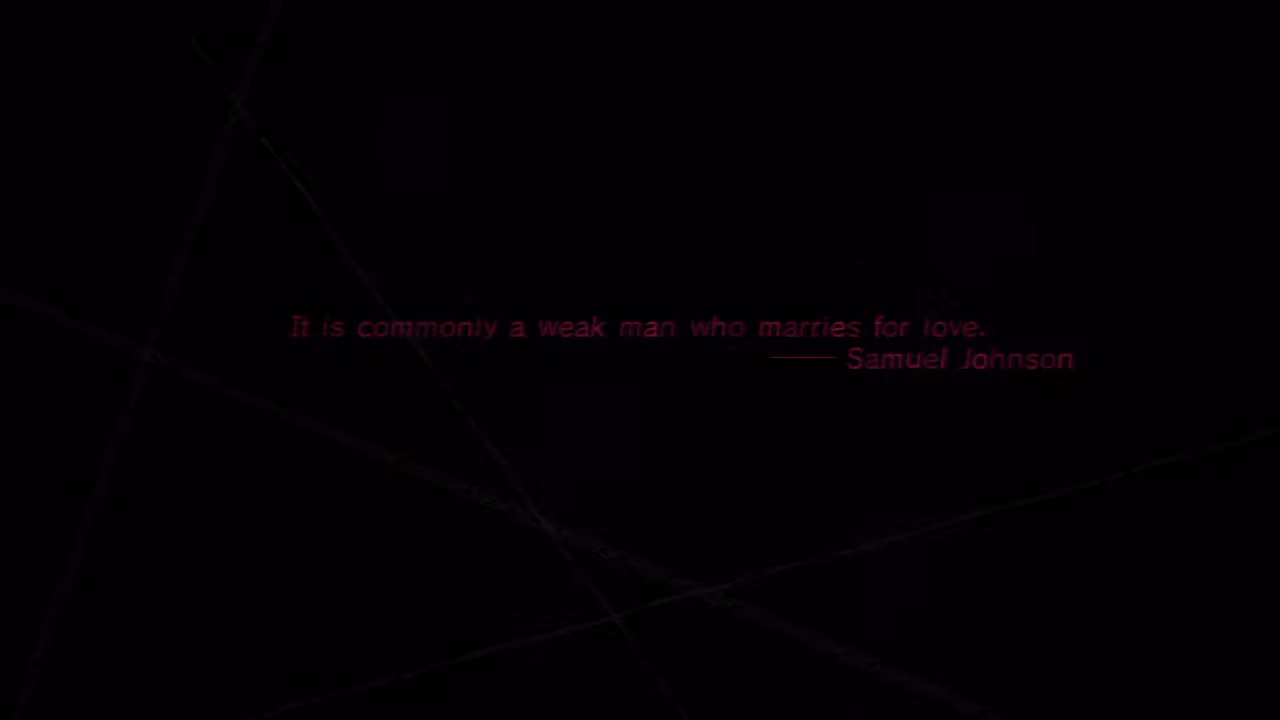 It is commonly a weak man who marries for love.
—— Samuel Johnson